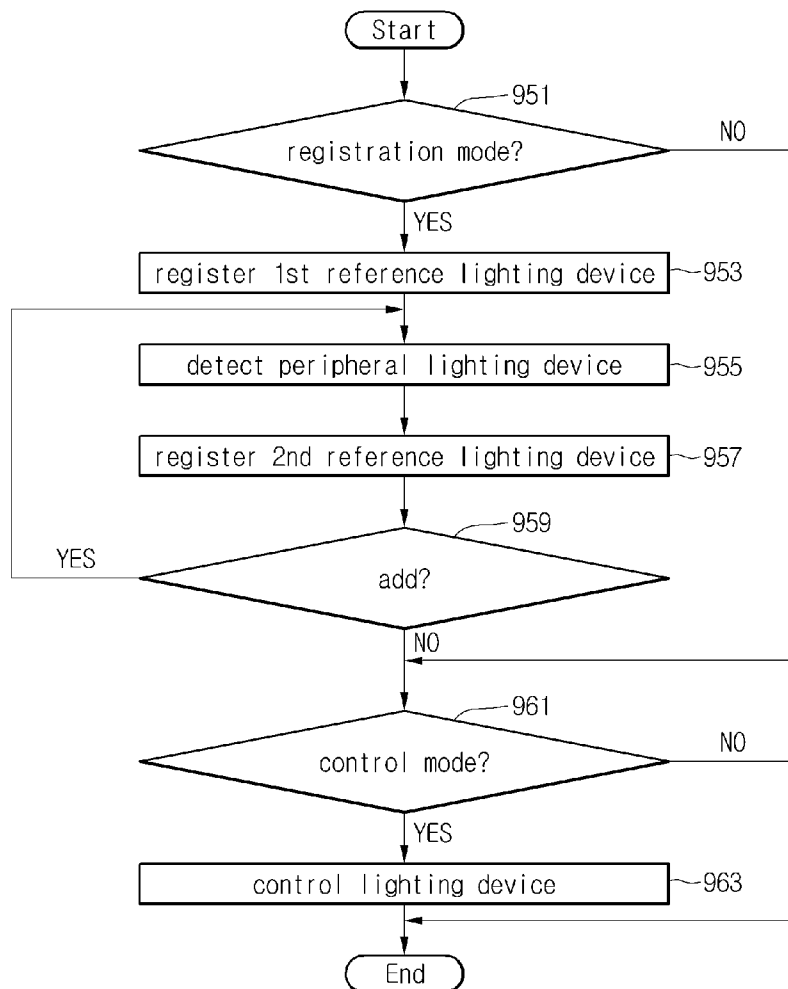 Start
951
registration mode?
NO
YES
register 1st reference lighting device
953
detect peripheral lighting device
955
register 2nd reference lighting device
957
959
YES
add?
NO
961
control mode?
NO
YES
control lighting device
963
End